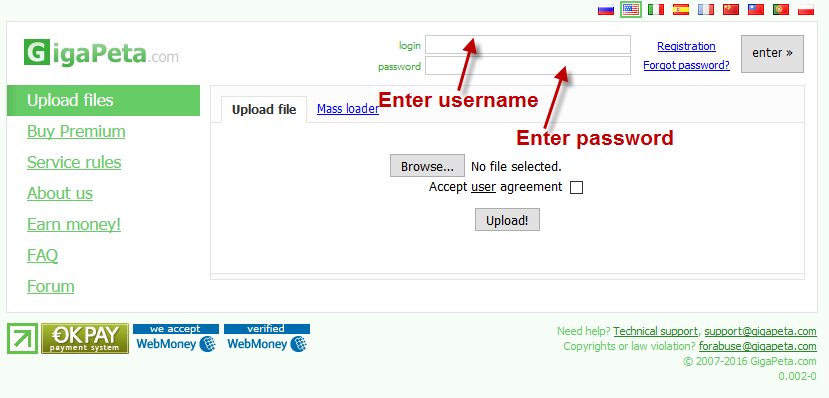 GigaPeta.com
login
Registration
enter »
password
Forgot password?
Enter username
Enter password
Upload files
Buy Premium
Service rules
About us
Earn money!
FAQ
Forum
Upload file
Mass loader
Browse... No file selected.
Accept user agreement
Upload!
OKPAY
payment system
we accept
WebMoney
verified
WebMoney
Need help? Technical support, support@gigapeta.com
Copyrights or law violation? forabuse@gigapeta.com
© 2007-2016 GigaPeta.com
0.002-0